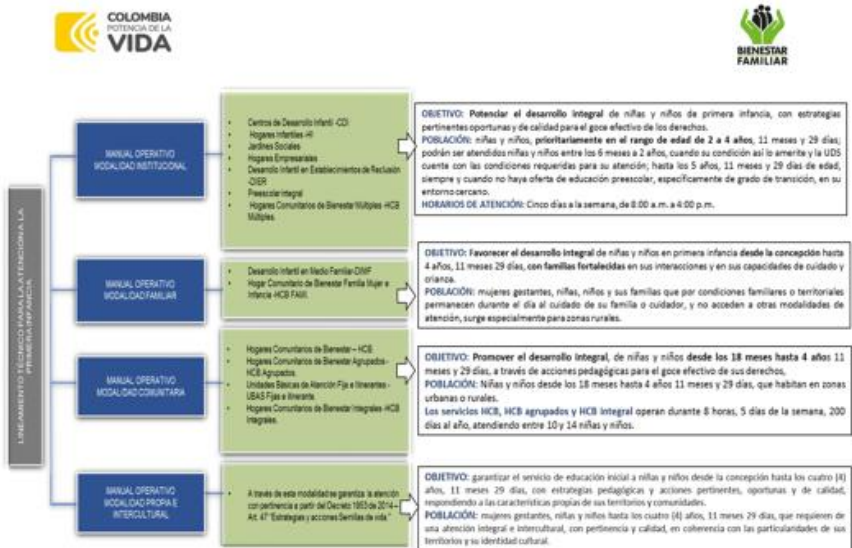 COLOMBIA
POTENCIA DE LA
VIDA
BIENESTAR
FAMILIAR
LINEAMIENTO TÉCNICO PARA LA ATENCIÓN A LA
PRIMERA INFANCIA
MANUAL OPERATIVO
MODALIDAD INSTITUCIONAL
• Centros de Desarrollo Infantil -CDI
• Hogares Infantiles -HI
• Jardines Sociales
• Hogares Empresariales
• Desarrollo Infantil en Establecimientos de Reclusión
-DIER
• Preescolar Integral
• Hogares Comunitarios de Bienestar Múltiples -HCB
Múltiples.
OBJETIVO: Potenciar el desarrollo integral de niñas y niños de primera infancia, con estrategias
pertinentes oportunas y de calidad para el goce efectivo de los derechos.
POBLACIÓN: niñas y niños, prioritariamente en el rango de edad de 2 a 4 años, 11 meses y 29 días;
podrán ser atendidos niñas y niños entre los 6 meses a 2 años, cuando su condición así lo amerite y la UDS
cuente con las condiciones requeridas para su atención; hasta los 5 años, 11 meses y 29 días de edad,
siempre y cuando no haya oferta de educación preescolar, específicamente de grado de transición, en su
entorno cercano.
HORARIOS DE ATENCIÓN: Cinco días a la semana, de 8:00 a.m. a 4:00 p.m.
MANUAL OPERATIVO
MODALIDAD FAMILIAR
• Desarrollo Infantil en Medio Familiar-DIMF
• Hogar Comunitario de Bienestar Familia Mujer e
Infancia -HCB FAMI.
OBJETIVO: Favorecer el desarrollo integral de niñas y niños en primera infancia desde la concepción hasta
4 años, 11 meses 29 días, con familias fortalecidas en sus interacciones y en sus capacidades de cuidado y
crianza.
POBLACIÓN: mujeres gestantes, niñas, niños y sus familias que por condiciones familiares o territoriales
permanecen durante el día al cuidado de su familia o cuidador, y no acceden a otras modalidades de
atención, surge especialmente para zonas rurales.
MANUAL OPERATIVO
MODALIDAD COMUNITARIA
• Hogares Comunitarios de Bienestar – HCB
• Hogares Comunitarios de Bienestar Agrupados -
HCB Agrupados.
• Unidades Básicas de Atención Fija e Itinerantes -
UBAS Fijas e itinerante.
• Hogares Comunitarios de Bienestar Integrales -HCB
Integrales.
OBJETIVO: Promover el desarrollo integral, de niñas y niños desde los 18 meses hasta 4 años 11
meses y 29 días, a través de acciones pedagógicas para el goce efectivo de sus derechos,
POBLACIÓN: Niñas y niños desde los 18 meses hasta 4 años 11 meses y 29 días, que habitan en zonas
urbanas o rurales.
Los servicios HCB, HCB agrupados y HCB Integral operan durante 8 horas, 5 días de la semana, 200
días al año, atendiendo entre 10 y 14 niñas y niños.
MANUAL OPERATIVO
MODALIDAD PROPIA E
INTERCULTURAL
• A través de esta modalidad se garantiza la atención
con pertinencia a partir del Decreto 1953 de 2014 –
Art. 47 "Estrategias y acciones Semillas de vida."
OBJETIVO: garantizar el servicio de educación inicial a niñas y niños desde la concepción hasta los cuatro (4)
años, 11 meses 29 días, con estrategias pedagógicas y acciones pertinentes, oportunas y de calidad,
respondiendo a las características propias de sus territorios y comunidades.
POBLACIÓN: mujeres gestantes, niñas y niños hasta los cuatro (4) años, 11 meses 29 días, que requieren de
una atención integral e intercultural, con pertinencia y calidad, en coherencia con las particularidades de sus
territorios y su identidad cultural.